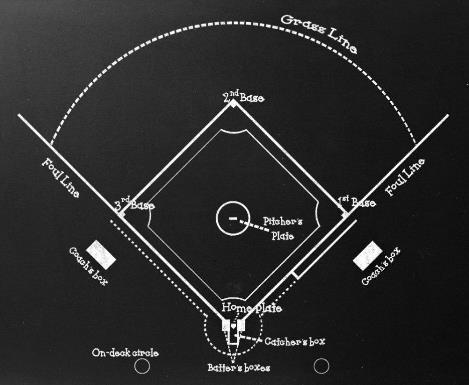 Grass Line
2nd Base
Foul Line
Foul Line
3rd Base
1st Base
Pitcher's
Plate
Coach's box
Coach's box
Home plate
Catcher's box
On-deck circle
Batter's boxes